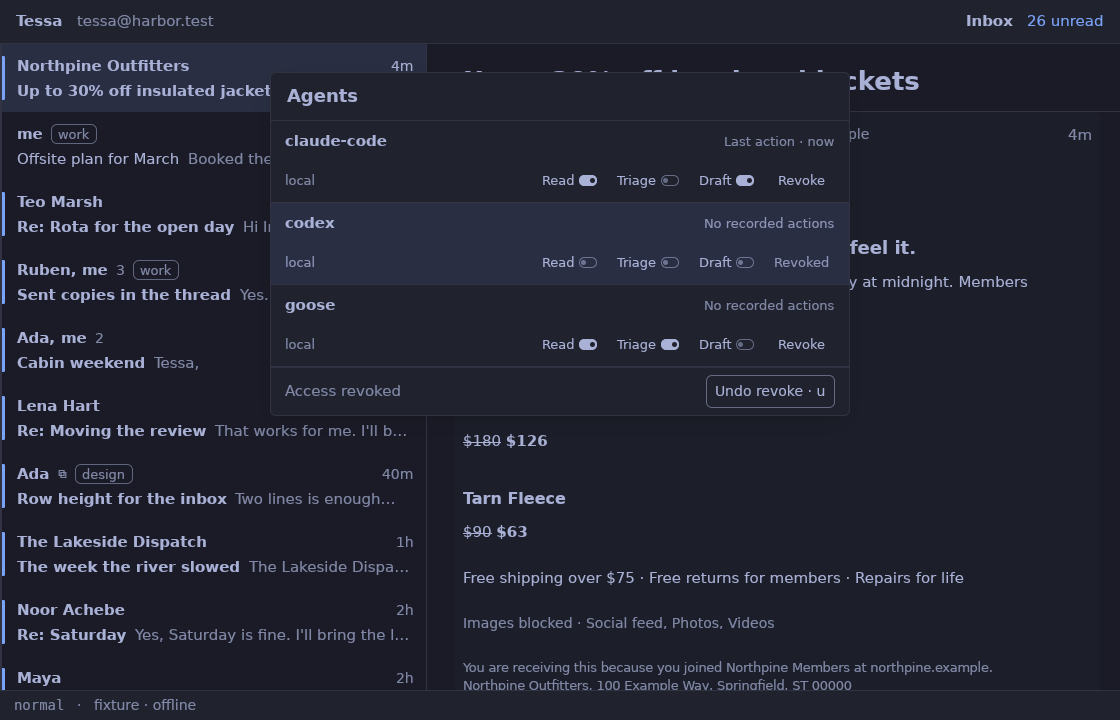 Tessa tessa@harbor.test Inbox 26 unread
Northpine Outfitters 4m
Up to 30% off insulated jacket
me work
Offsite plan for March Booked the
Teo Marsh
Re: Rota for the open day Hi
Ruben, me 3 work
Sent copies in the thread Yes.
Ada, me 2
Cabin weekend Tessa,
Lena Hart
Re: Moving the review That works for me. I'll b…
Ada design 40m
Row height for the inbox Two lines is enough…
The Lakeside Dispatch 1h
The week the river slowed The Lakeside Dispa…
Noor Achebe 2h
Re: Saturday Yes, Saturday is fine. I'll bring the l…
Maya 2h
Agents
claude-code Last action · now
local Read Triage Draft Revoke
codex No recorded actions
local Read Triage Draft Revoked
goose No recorded actions
local Read Triage Draft Revoke
Access revoked Undo revoke · u
ckets
ple 4m
feel it.
y at midnight. Members
$180 $126
Tarn Fleece
$90 $63
Free shipping over $75 · Free returns for members · Repairs for life
Images blocked · Social feed, Photos, Videos
You are receiving this because you joined Northpine Members at northpine.example.
Northpine Outfitters, 100 Example Way, Springfield, ST 00000
normal · fixture · offline